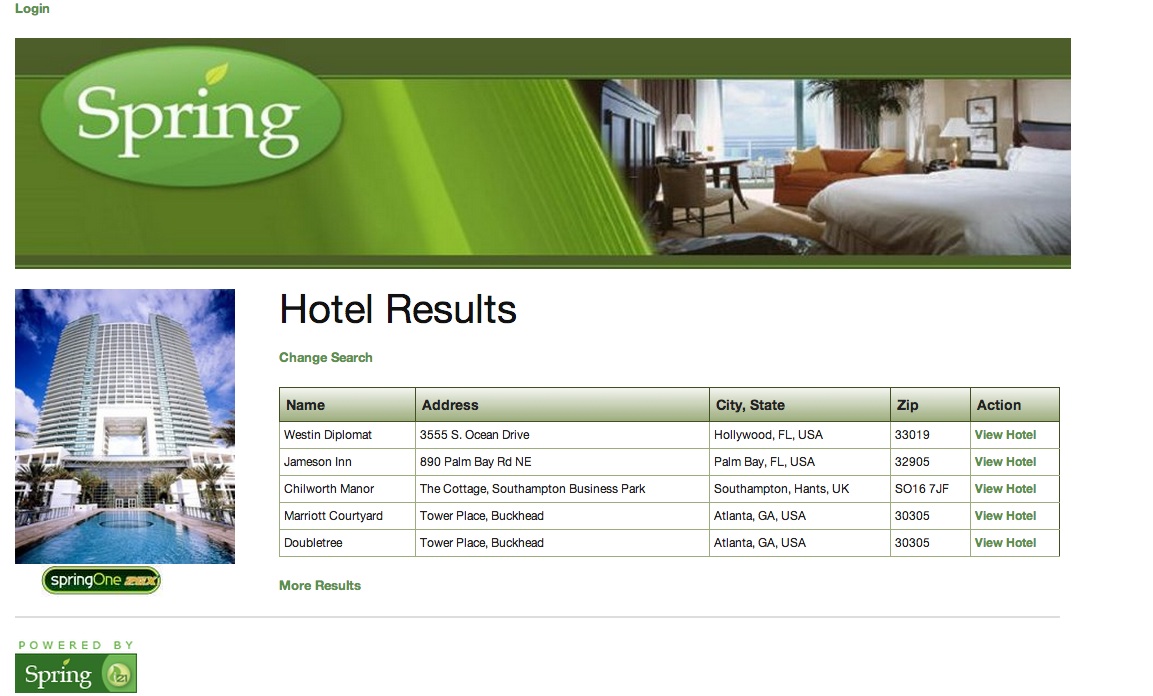 Login
Spring
Hotel Results
Change Search
Name Address City, State Zip Action
Westin Diplomat 3555 S. Ocean Drive Hollywood, FL, USA 33019 View Hotel
Jameson Inn 890 Palm Bay Rd NE Palm Bay, FL, USA 32905 View Hotel
Chilworth Manor The Cottage, Southampton Business Park Southampton, Hants, UK SO16 7JF View Hotel
Marriott Courtyard Tower Place, Buckhead Atlanta, GA, USA 30305 View Hotel
Doubletree Tower Place, Buckhead Atlanta, GA, USA 30305 View Hotel
springOne 2GX
More Results
POWERED BY
Spring